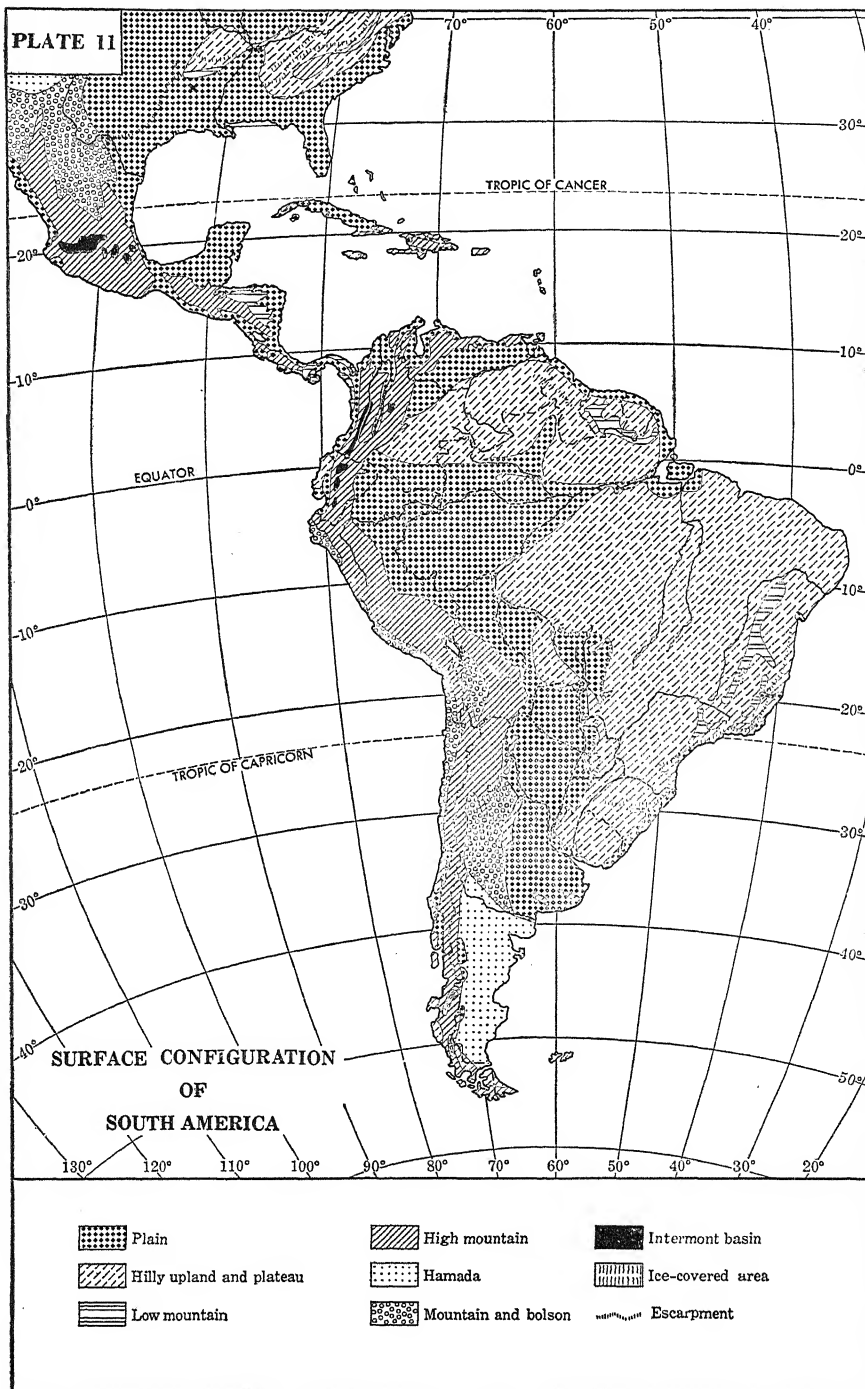 PLATE 11
70° 60° 50° 40°
30°
TROPIC OF CANCER
20° 20°
10° 10°
EQUATOR
0° 0°
10° 10°
20° 20°
TROPIC OF CAPRICORN
30° 30°
40° 40°
SURFACE CONFIGURATION
OF
SOUTH AMERICA
50°
130° 120° 110° 100° 90° 80° 70° 60° 50° 40° 30° 20°
Plain High mountain Intermont basin
Hilly upland and plateau Hamada Ice-covered area
Low mountain Mountain and bolson Escarpment